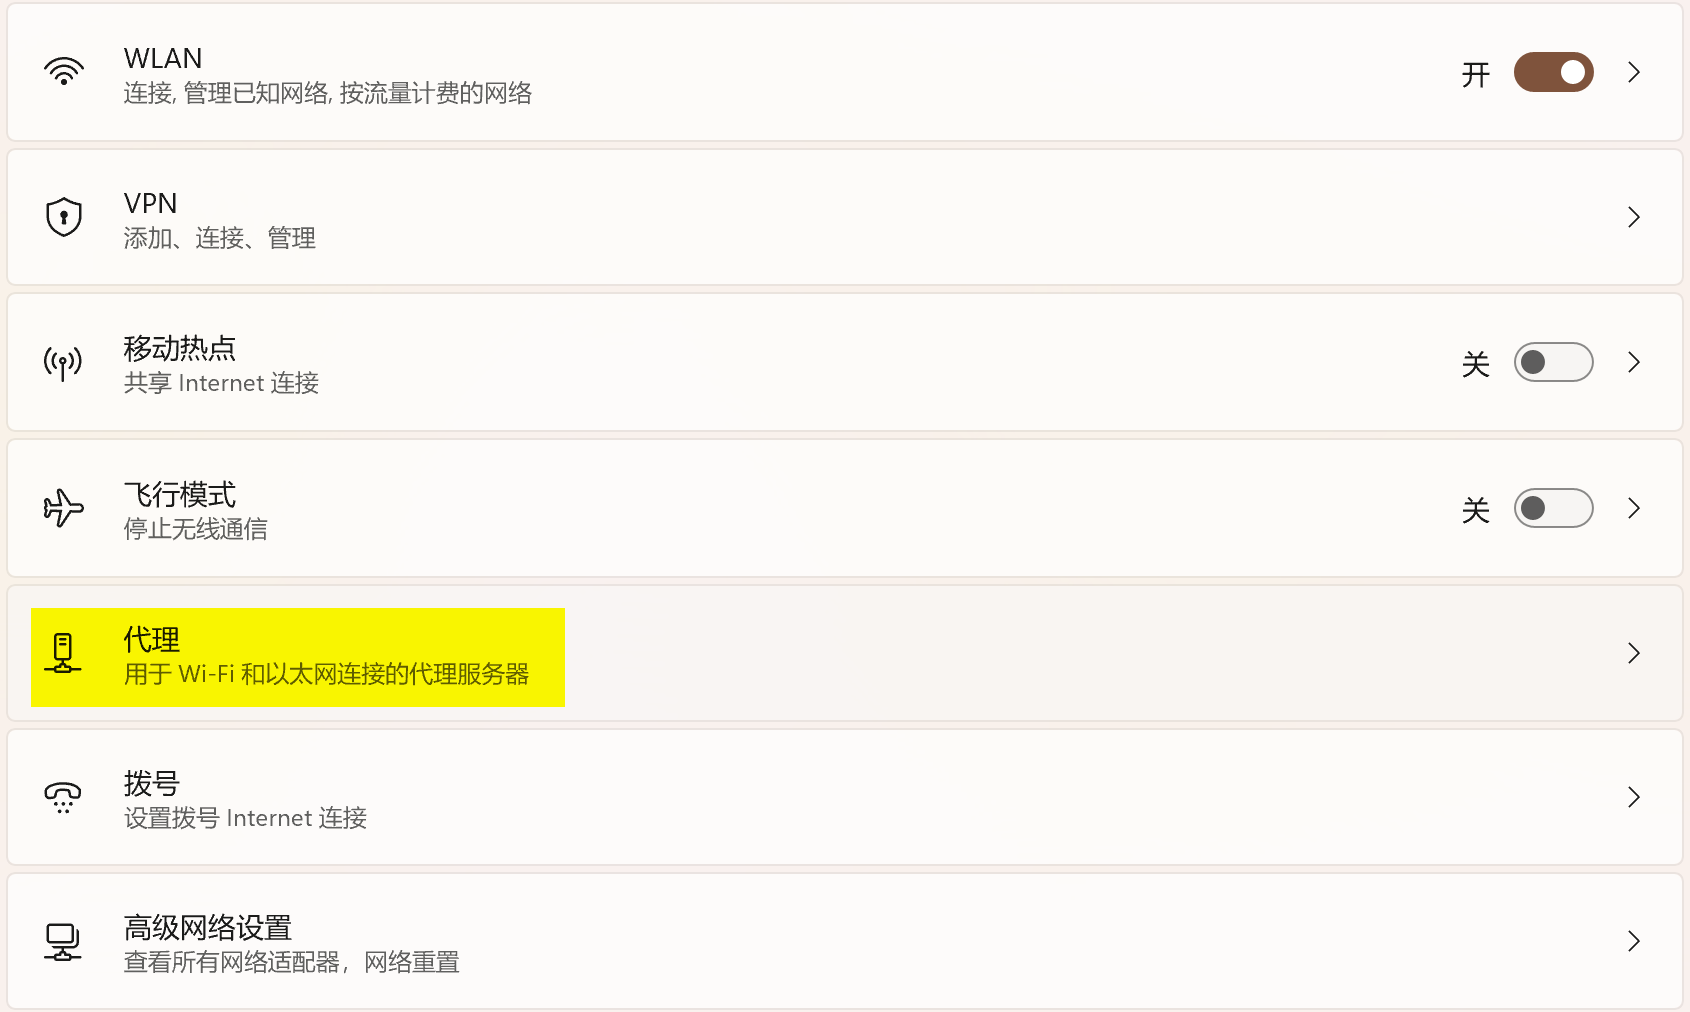 WLAN
连接, 管理已知网络, 按流量计费的网络
开
VPN
添加、连接、管理
移动热点
共享 Internet 连接
关
飞行模式
停止无线通信
关
代理
用于 Wi-Fi 和以太网连接的代理服务器
拨号
设置拨号 Internet 连接
高级网络设置
查看所有网络适配器，网络重置